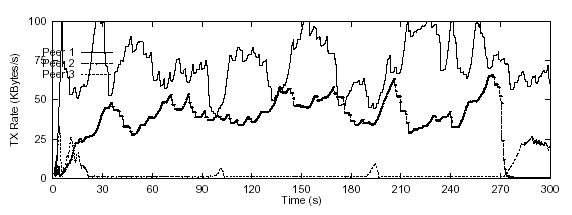 100
75
50
25
0
TX Rate (KBytes/s)
Peer 1
Peer 2
Peer 3
0 30 60 90 120 150 180 210 240 270 300
Time (s)